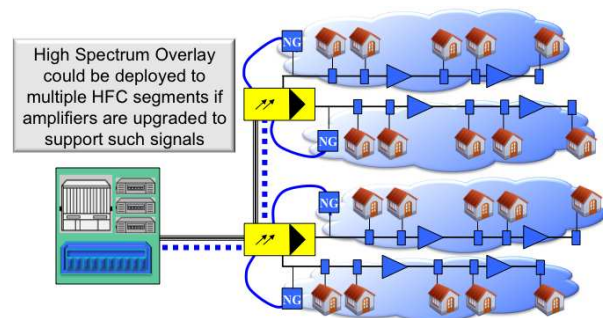 High Spectrum Overlay
could be deployed to
multiple HFC segments if
amplifiers are upgraded to
support such signals
NG
NG
NG
NG